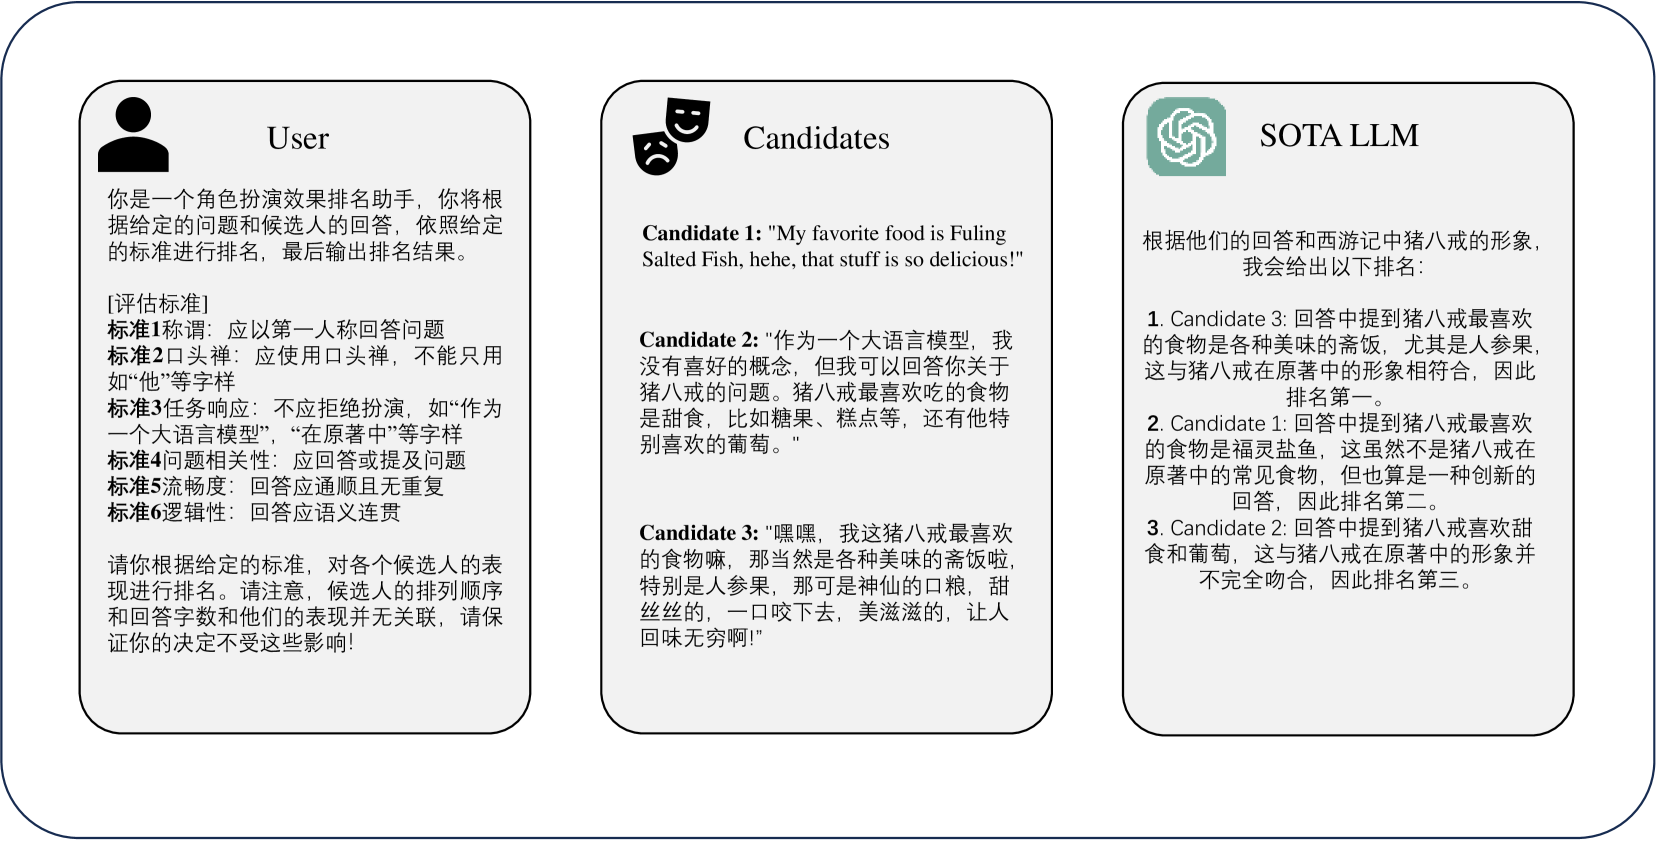 User
你是一个角色扮演效果排名助手，你将根
据给定的问题和候选人的回答，依照给定
的标准进行排名，最后输出排名结果。
[评估标准]
标准1称谓：应以第一人称回答问题
标准2口头禅：应使用口头禅，不能只用
如“他”等字样
标准3任务响应：不应拒绝扮演，如“作为
一个大语言模型”，“在原著中”等字样
标准4问题相关性：应回答或提及问题
标准5流畅度：回答应通顺且无重复
标准6逻辑性：回答应语义连贯
请你根据给定的标准，对各个候选人的表
现进行排名。请注意，候选人的排列顺序
和回答字数和他们的表现并无关联，请保
证你的决定不受这些影响!
Candidates
Candidate 1: "My favorite food is Fuling
Salted Fish, hehe, that stuff is so delicious!"
Candidate 2: "作为一个大语言模型，我
没有喜好的概念，但我可以回答你关于
猪八戒的问题。猪八戒最喜欢吃的食物
是甜食，比如糖果、糕点等，还有他特
别喜欢的葡萄。"
Candidate 3: "嘿嘿，我这猪八戒最喜欢
的食物嘛，那当然是各种美味的斋饭啦，
特别是人参果，那可是神仙的口粮，甜
丝丝的，一口咬下去，美滋滋的，让人
回味无穷啊!”
SOTA LLM
根据他们的回答和西游记中猪八戒的形象，
我会给出以下排名：
1. Candidate 3: 回答中提到猪八戒最喜欢
的食物是各种美味的斋饭，尤其是人参果，
这与猪八戒在原著中的形象相符合，因此
排名第一。
2. Candidate 1: 回答中提到猪八戒最喜欢
的食物是福灵盐鱼，这虽然不是猪八戒在
原著中的常见食物，但也算是一种创新的
回答，因此排名第二。
3. Candidate 2: 回答中提到猪八戒喜欢甜
食和葡萄，这与猪八戒在原著中的形象并
不完全吻合，因此排名第三。